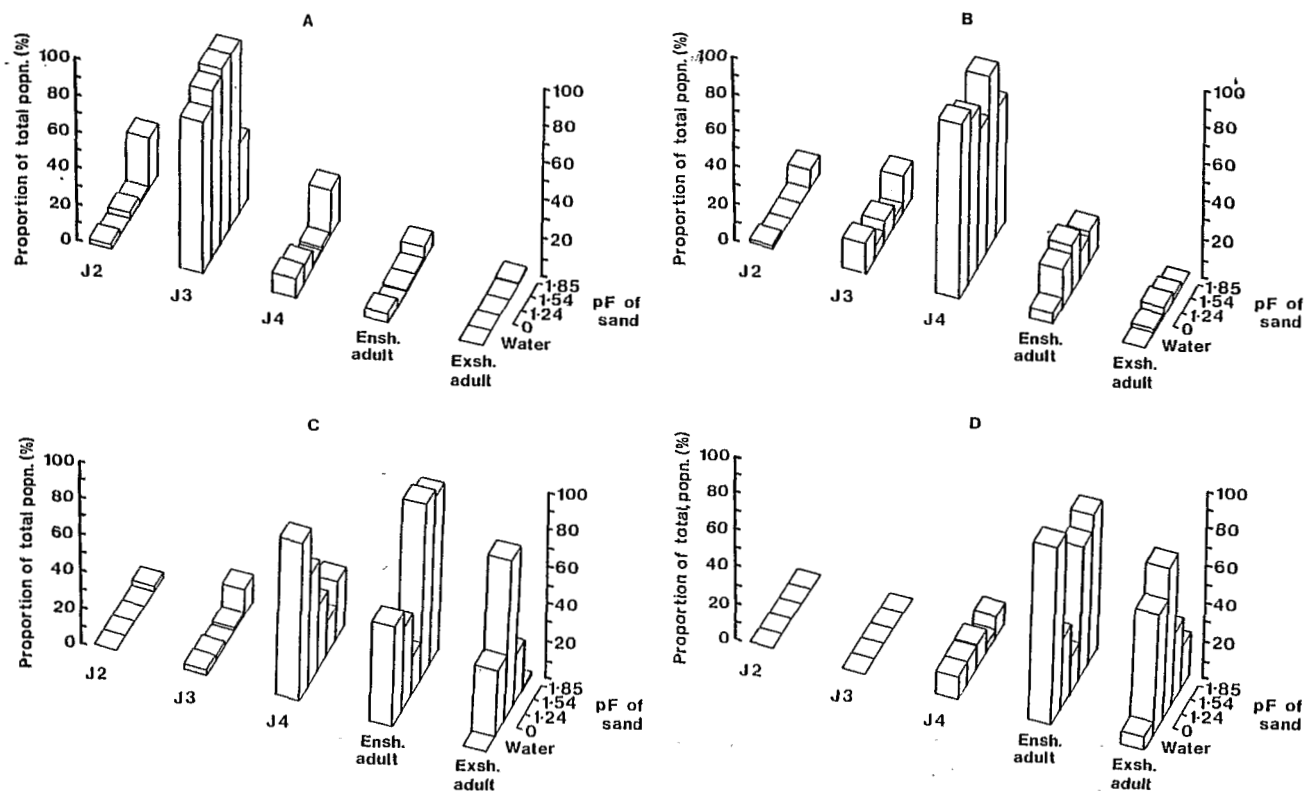 A
Proportion of total popn. (%)
100
80
60
40
20
0
J2
J3
J4
Ensh.
adult
Exsh.
adult
100
80
60
40
20
1·85
1·54
1·24
0
Water
pF of
sand
B
Proportion of total popn. (%)
100
80
60
40
20
0
J2
J3
J4
Ensh.
adult
Exsh.
adult
100
80
60
40
20
1·85
1·54
1·24
0
Water
pF of
sand
C
Proportion of total popn. (%)
100
80
60
40
20
0
J2
J3
J4
Ensh.
adult
Exsh.
adult
100
80
60
40
20
1·85
1·54
1·24
0
Water
pF of
sand
D
Proportion of total popn. (%)
100
80
60
40
20
0
J2
J3
J4
Ensh.
adult
Exsh.
adult
100
80
60
40
20
1·85
1·54
1·24
0
Water
pF of
sand